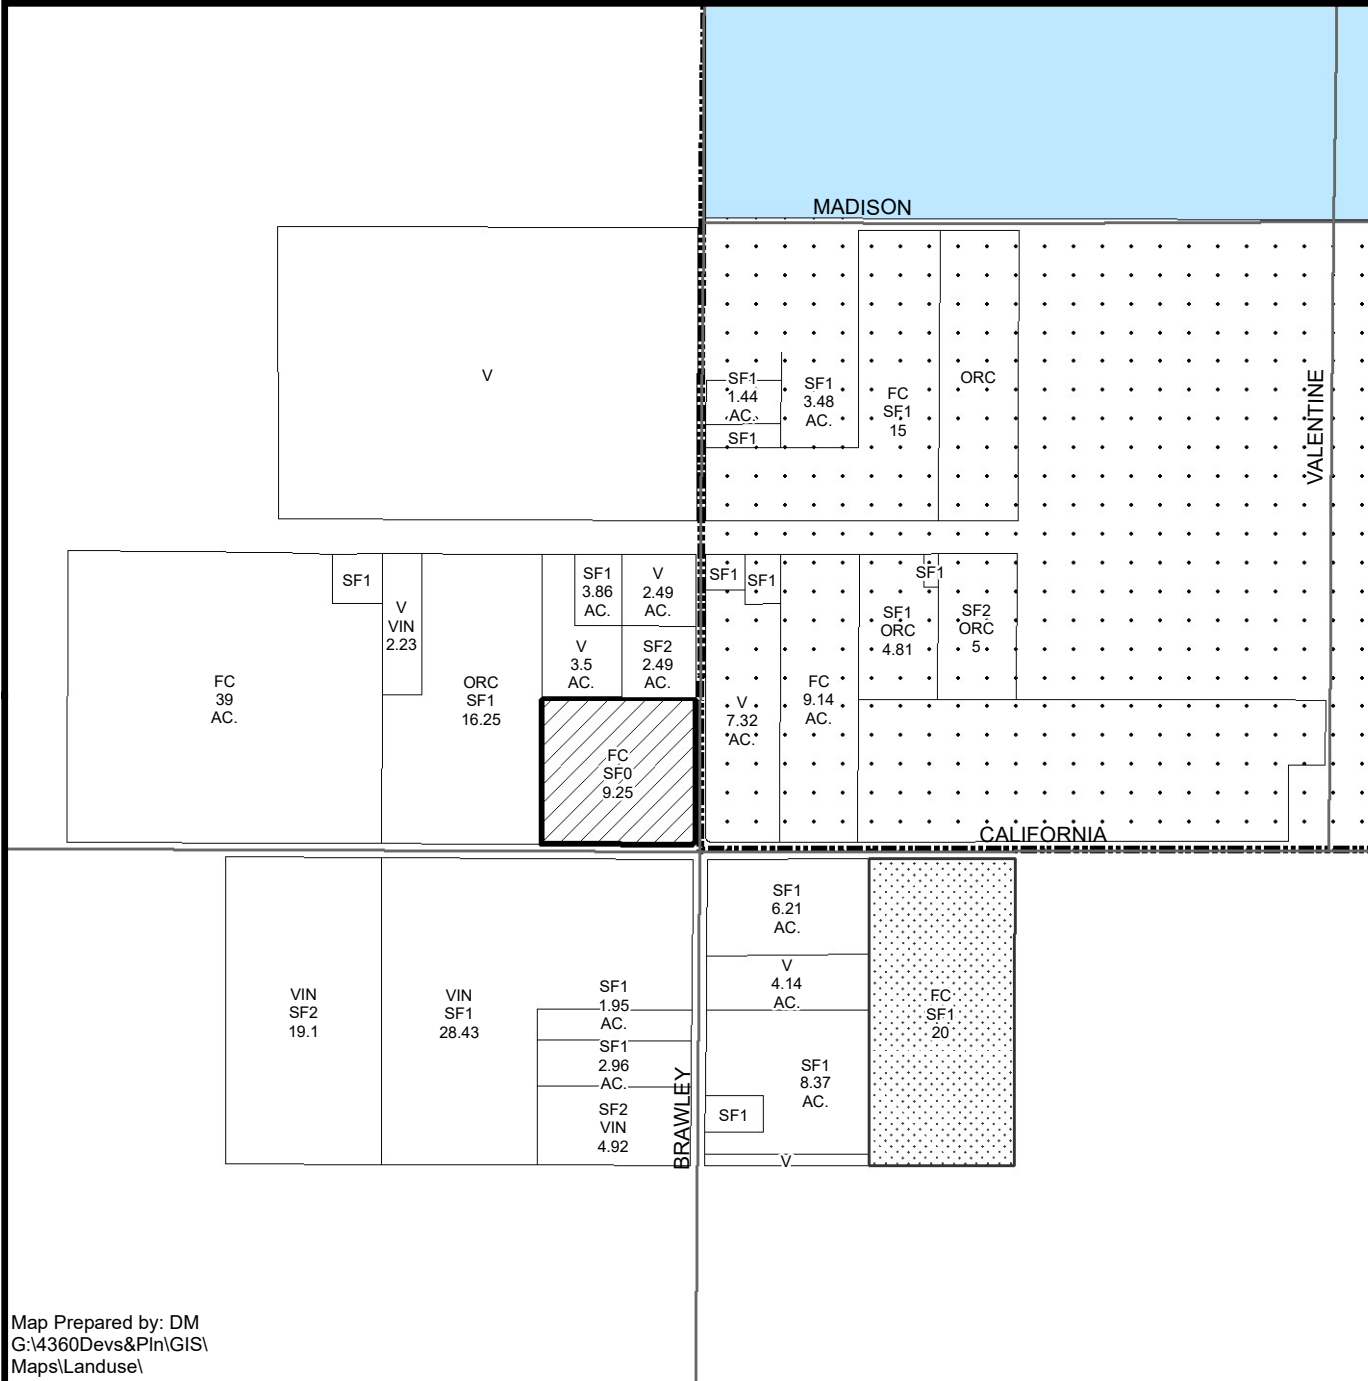 MADISON
V
SF1
1.44
AC.
SF1
SF1
3.48
AC.
FC
SF1
15
ORC
VALENTINE
SF1
V
VIN
2.23
FC
39
AC.
ORC
SF1
16.25
SF1
3.86
AC.
V
2.49
AC.
V
3.5
AC.
SF2
2.49
AC.
FC
SF0
9.25
SF1
SF1
V
7.32
AC.
FC
9.14
AC.
SF1
ORC
4.81
SF1
SF2
ORC
5
CALIFORNIA
VIN
SF2
19.1
VIN
SF1
28.43
SF1
1.95
AC.
SF1
2.96
AC.
SF2
VIN
4.92
BRAWLEY
SF1
6.21
AC.
V
4.14
AC.
SF1
8.37
AC.
SF1
V
FC
SF1
20
Map Prepared by: DM
G:\4360Devs&Pln\GIS\
Maps\Landuse\